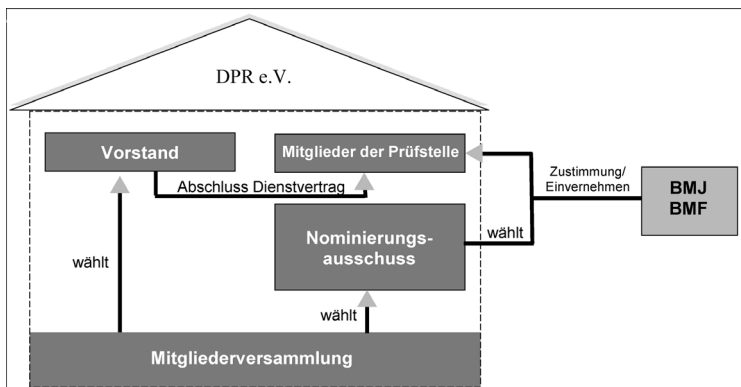 DPR e.V.
Vorstand
Mitglieder der Prüfstelle
Abschluss Dienstvertrag
Zustimmung/
Einvernehmen
BMJ
BMF
Nominierungs-
ausschuss
wählt
wählt
wählt
Mitgliederversammlung